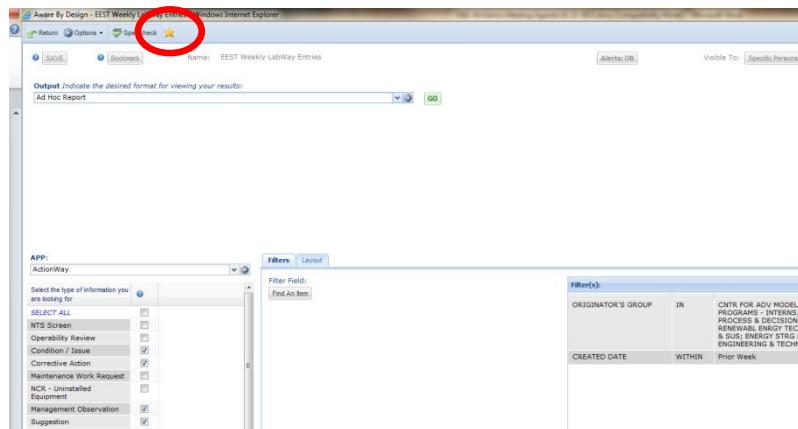 Aware By Design - EEST Weekly LabWay Entries - Windows Internet Explorer
Return Options Spellcheck
SAVE Bookmark Name: EEST Weekly LabWay Entries Alerts: ON Visible To: Specific Persons
Output Indicate the desired format for viewing your results:
Ad Hoc Report GO
APP:
ActionWay
Select the type of information you
are looking for
SELECT ALL
NTS Screen
Operability Review
Condition / Issue
Corrective Action
Maintenance Work Request
NCR - Uninstalled
Equipment
Management Observation
Suggestion
Filters Layout
Filter Field:
Find An Item
Filter(s):
ORIGINATOR'S GROUP IN CNTR FOR ADV MODEL
PROGRAMS - INTERNS;
PROCESS & DECISION
RENEWABL ENRGY TEC
& SUS; ENERGY STRG
ENGINEERING & TECHN
CREATED DATE WITHIN Prior Week